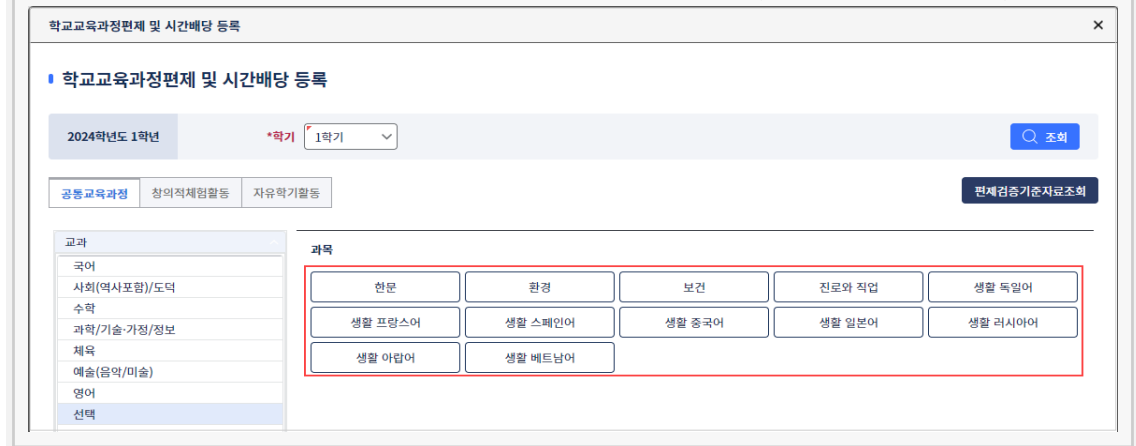 학교교육과정편제 및 시간배당 등록 ×
학교교육과정편제 및 시간배당 등록
2024학년도 1학년 *학기 1학기 조회
공통교육과정 창의적체험활동 자유학기활동 편제검증기준자료조회
교과
국어
사회(역사포함)/도덕
수학
과학/기술·가정/정보
체육
예술(음악/미술)
영어
선택
과목
한문 환경 보건 진로와 직업 생활 독일어
생활 프랑스어 생활 스페인어 생활 중국어 생활 일본어 생활 러시아어
생활 아랍어 생활 베트남어